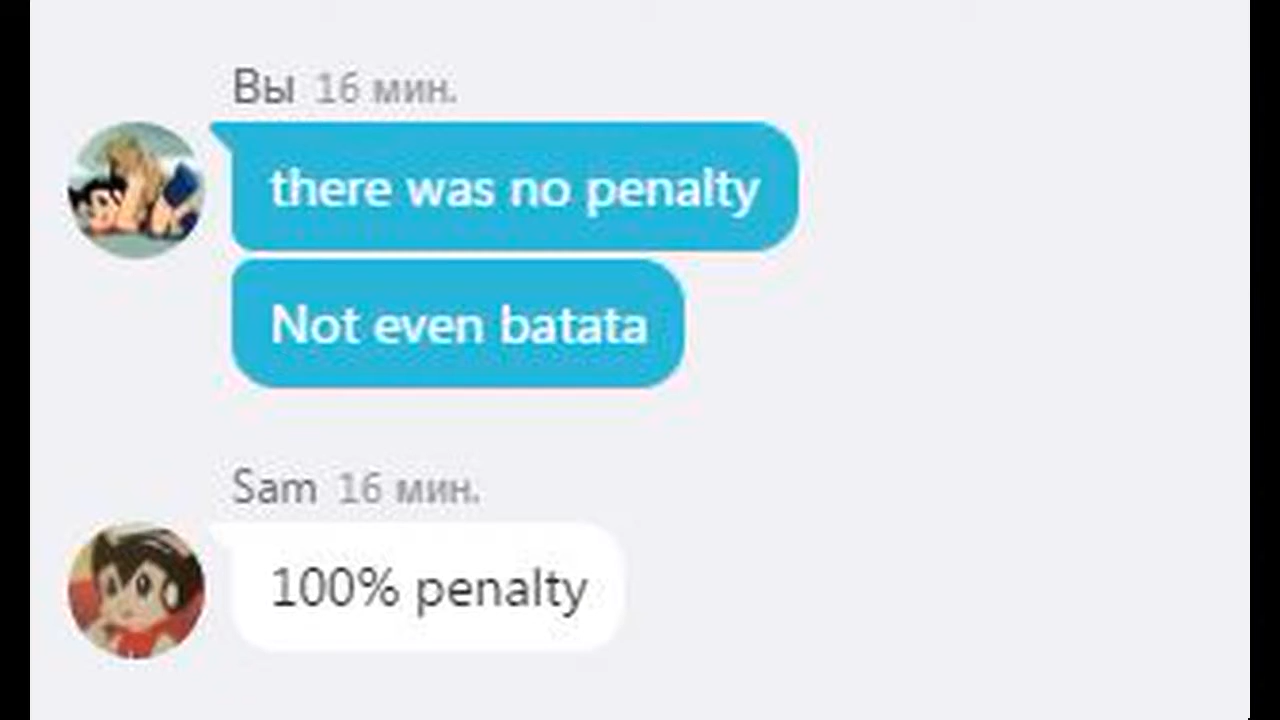 Вы 16 мин.
there was no penalty
Not even batata
Sam 16 мин.
100% penalty